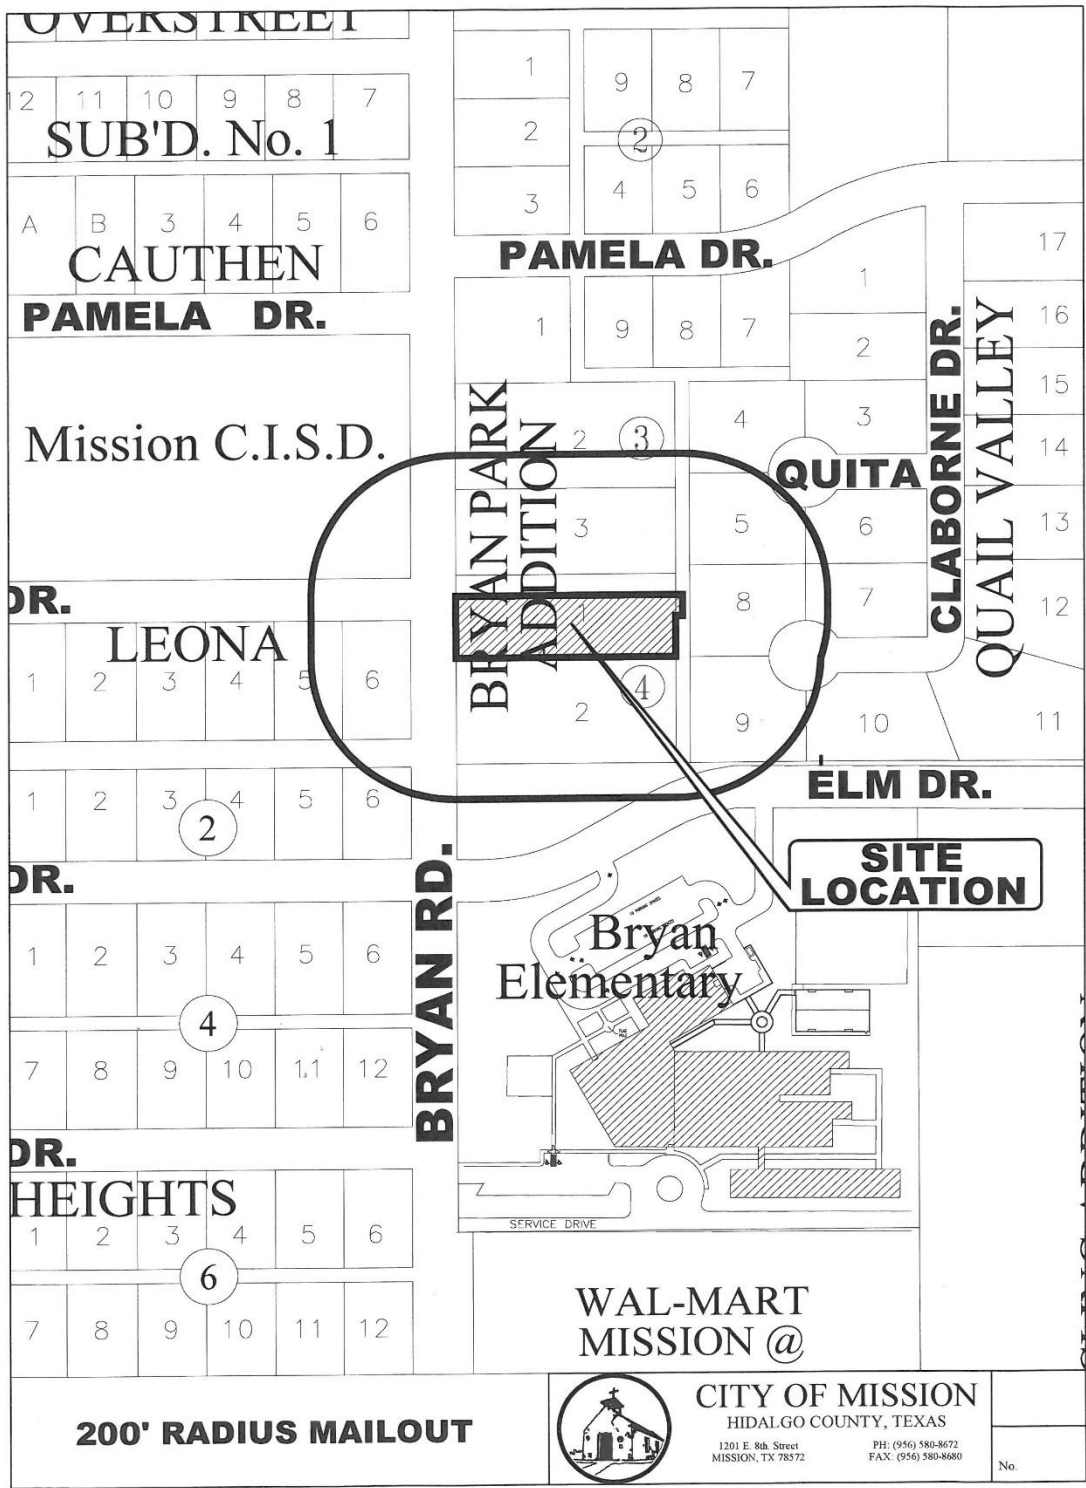 OVERSTREET
1
9 8 7
12 11 10 9 8 7
SUB'D. No. 1
2
2
3
4 5 6
A B 3 4 5 6
CAUTHEN
PAMELA DR.
17
1
PAMELA DR.
1
9 8 7
2
16
15
CLABORNE DR.
QUAIL VALLEY
BRYAN PARK
ADDITION
Mission C.I.S.D.
2
3
4
3
14
QUITA
3
5
6
13
DR.
LEONA
1
8
7
12
1 2 3 4 5 6
4
2
9
10
11
ELM DR.
1 2 3 4 5 6
2
SITE
LOCATION
DR.
BRYAN RD.
Bryan
Elementary
1 2 3 4 5 6
4
7 8 9 10 11 12
DR.
HEIGHTS
1 2 3 4 5 6
SERVICE DRIVE
6
7 8 9 10 11 12
WAL-MART
MISSION @
200' RADIUS MAILOUT
CITY OF MISSION
HIDALGO COUNTY, TEXAS
1201 E. 8th. Street
MISSION, TX 78572
PH: (956) 580-8672
FAX: (956) 580-8680
No.